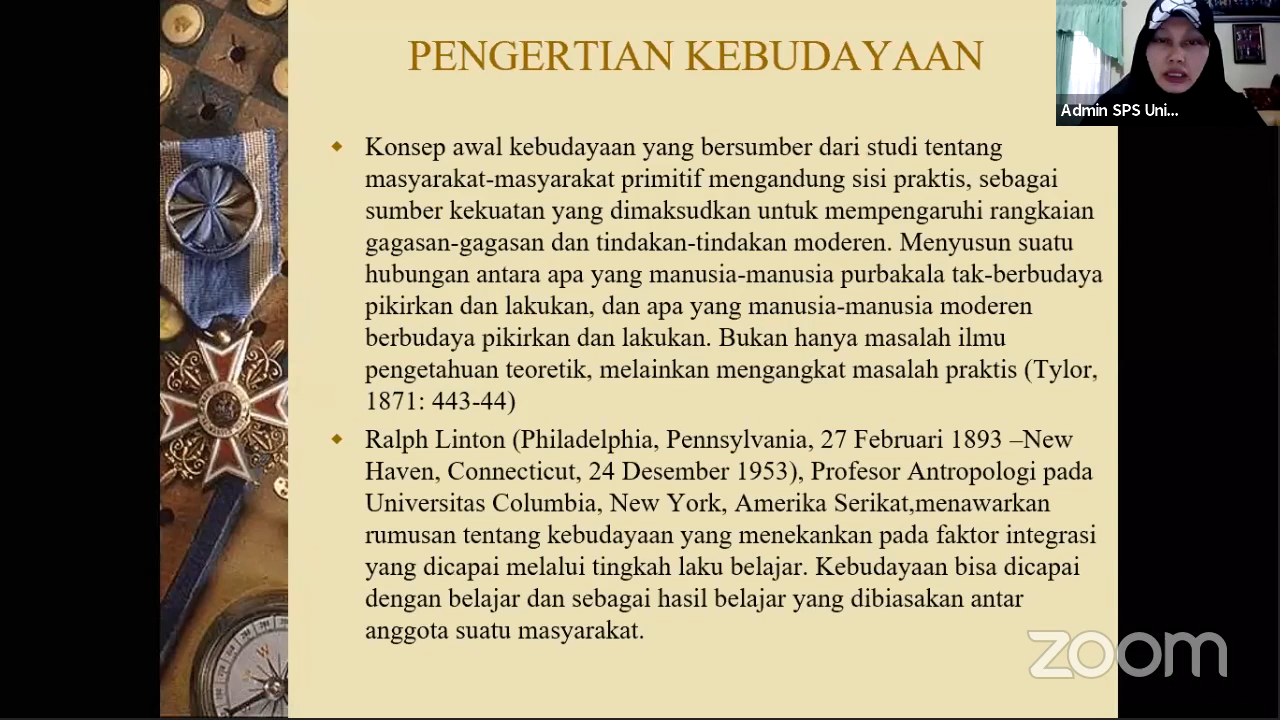 PENGERTIAN KEBUDAYAAN
Admin SPS Uni...
Konsep awal kebudayaan yang bersumber dari studi tentang
masyarakat-masyarakat primitif mengandung sisi praktis, sebagai
sumber kekuatan yang dimaksudkan untuk mempengaruhi rangkaian
gagasan-gagasan dan tindakan-tindakan moderen. Menyusun suatu
hubungan antara apa yang manusia-manusia purbakala tak-berbudaya
pikirkan dan lakukan, dan apa yang manusia-manusia moderen
berbudaya pikirkan dan lakukan. Bukan hanya masalah ilmu
pengetahuan teoretik, melainkan mengangkat masalah praktis (Tylor,
1871: 443-44)
Ralph Linton (Philadelphia, Pennsylvania, 27 Februari 1893 –New
Haven, Connecticut, 24 Desember 1953), Profesor Antropologi pada
Universitas Columbia, New York, Amerika Serikat,menawarkan
rumusan tentang kebudayaan yang menekankan pada faktor integrasi
yang dicapai melalui tingkah laku belajar. Kebudayaan bisa dicapai
dengan belajar dan sebagai hasil belajar yang dibiasakan antar
anggota suatu masyarakat.
zoom